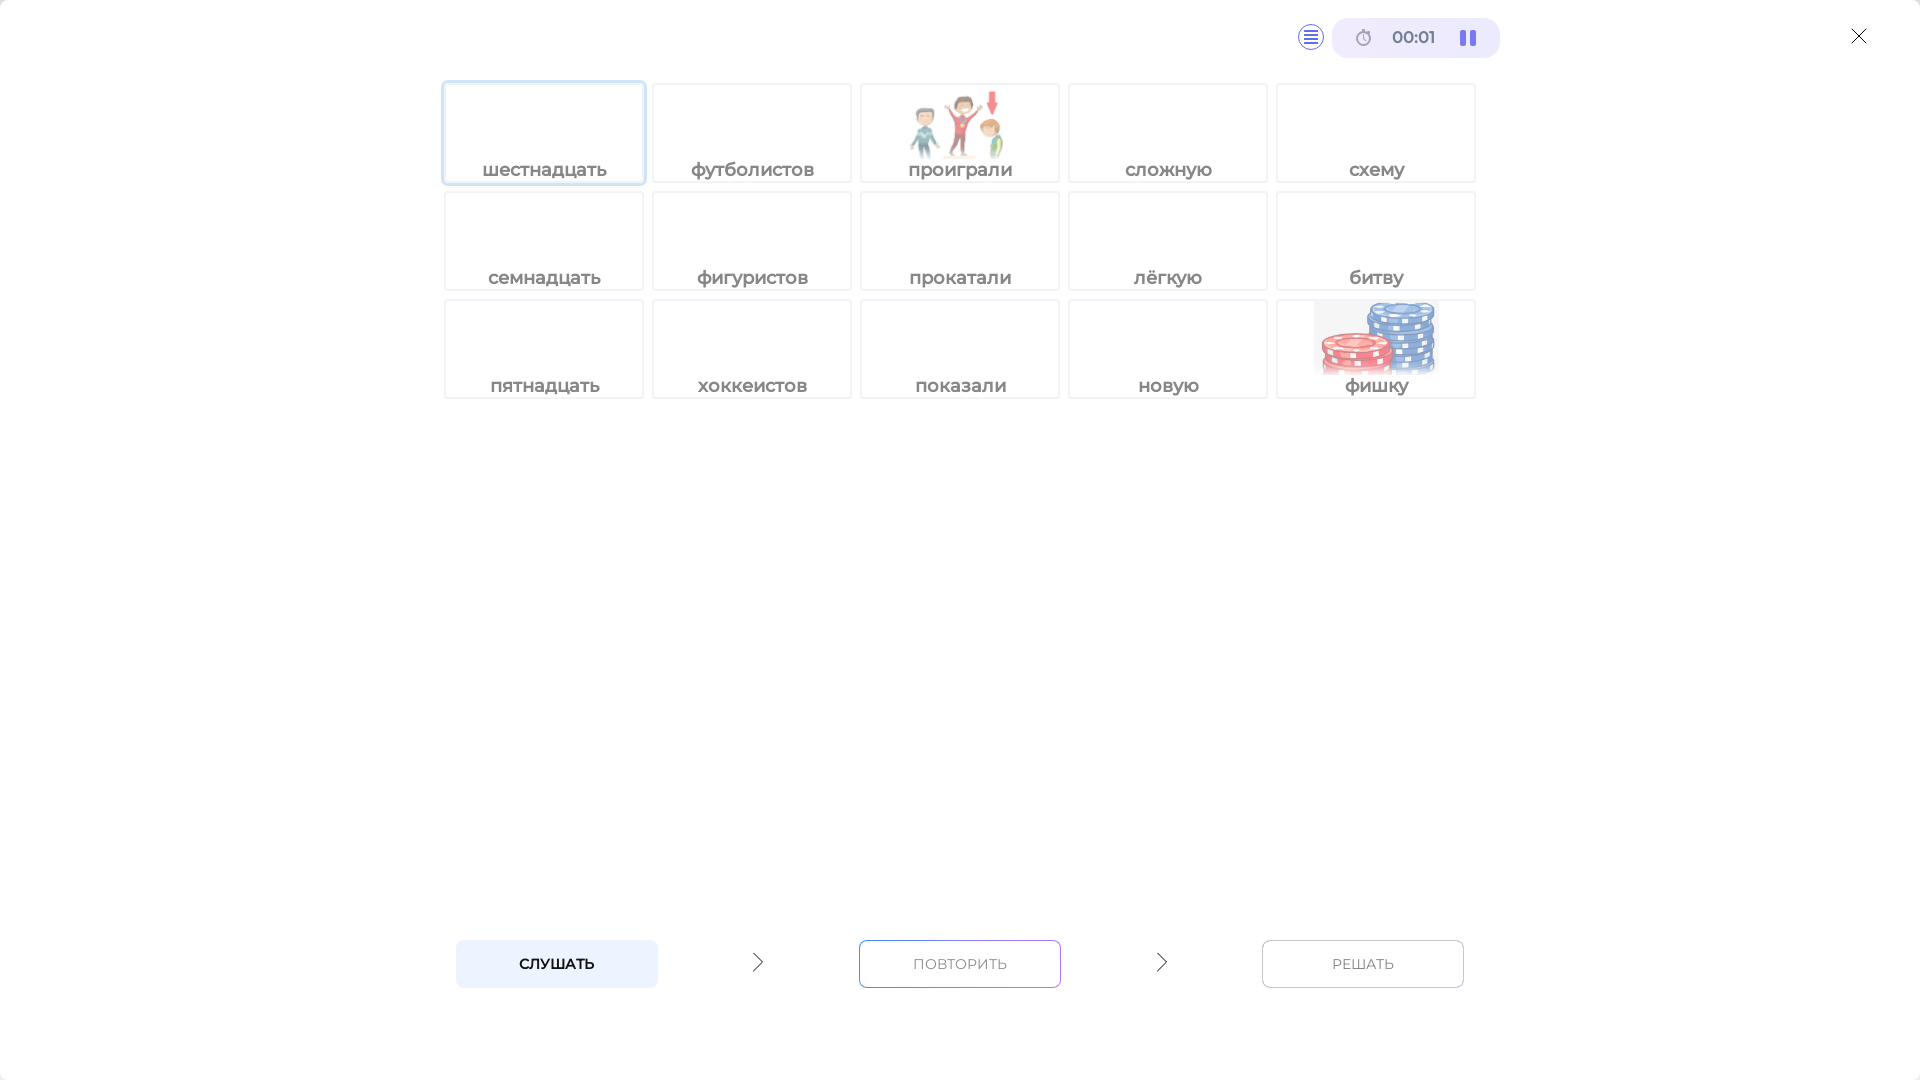 00:01
шестнадцать футболистов проиграли сложную схему
семнадцать фигуристов прокатали лёгкую битву
пятнадцать хоккеистов показали новую фишку
СЛУШАТЬ ПОВТОРИТЬ РЕШАТЬ